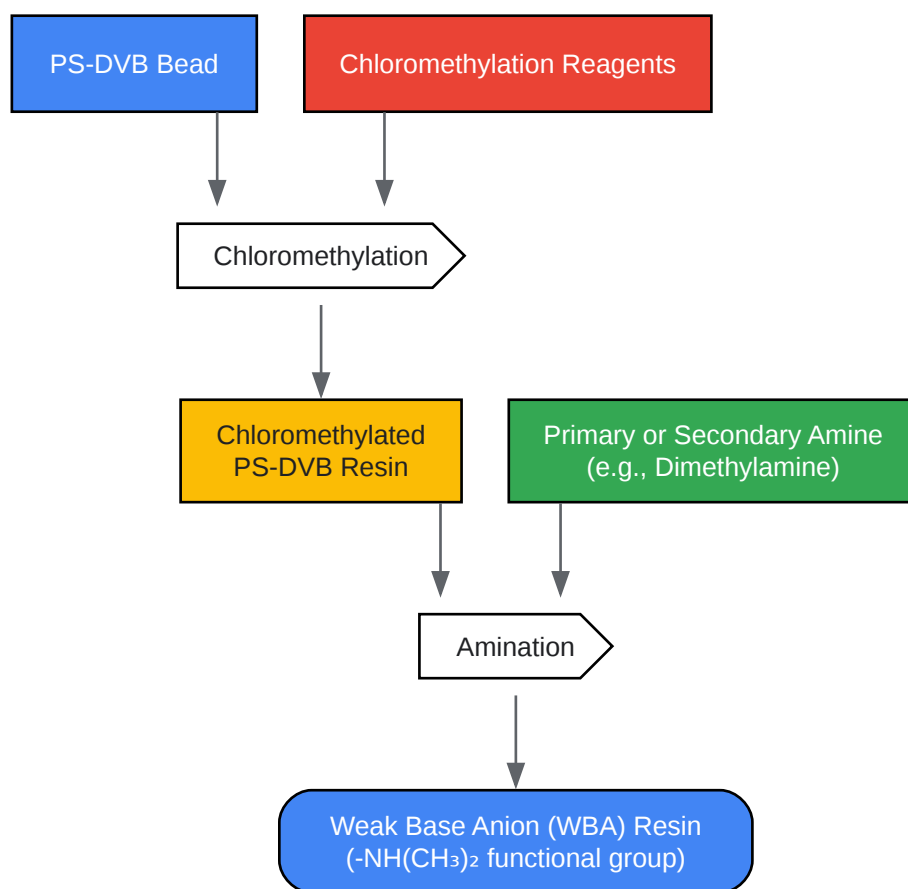 PS-DVB Bead
Chloromethylation Reagents
Chloromethylation
Chloromethylated
PS-DVB Resin
Primary or Secondary Amine
(e.g., Dimethylamine)
Amination
Weak Base Anion (WBA) Resin
(-NH(CH₃)₂ functional group)